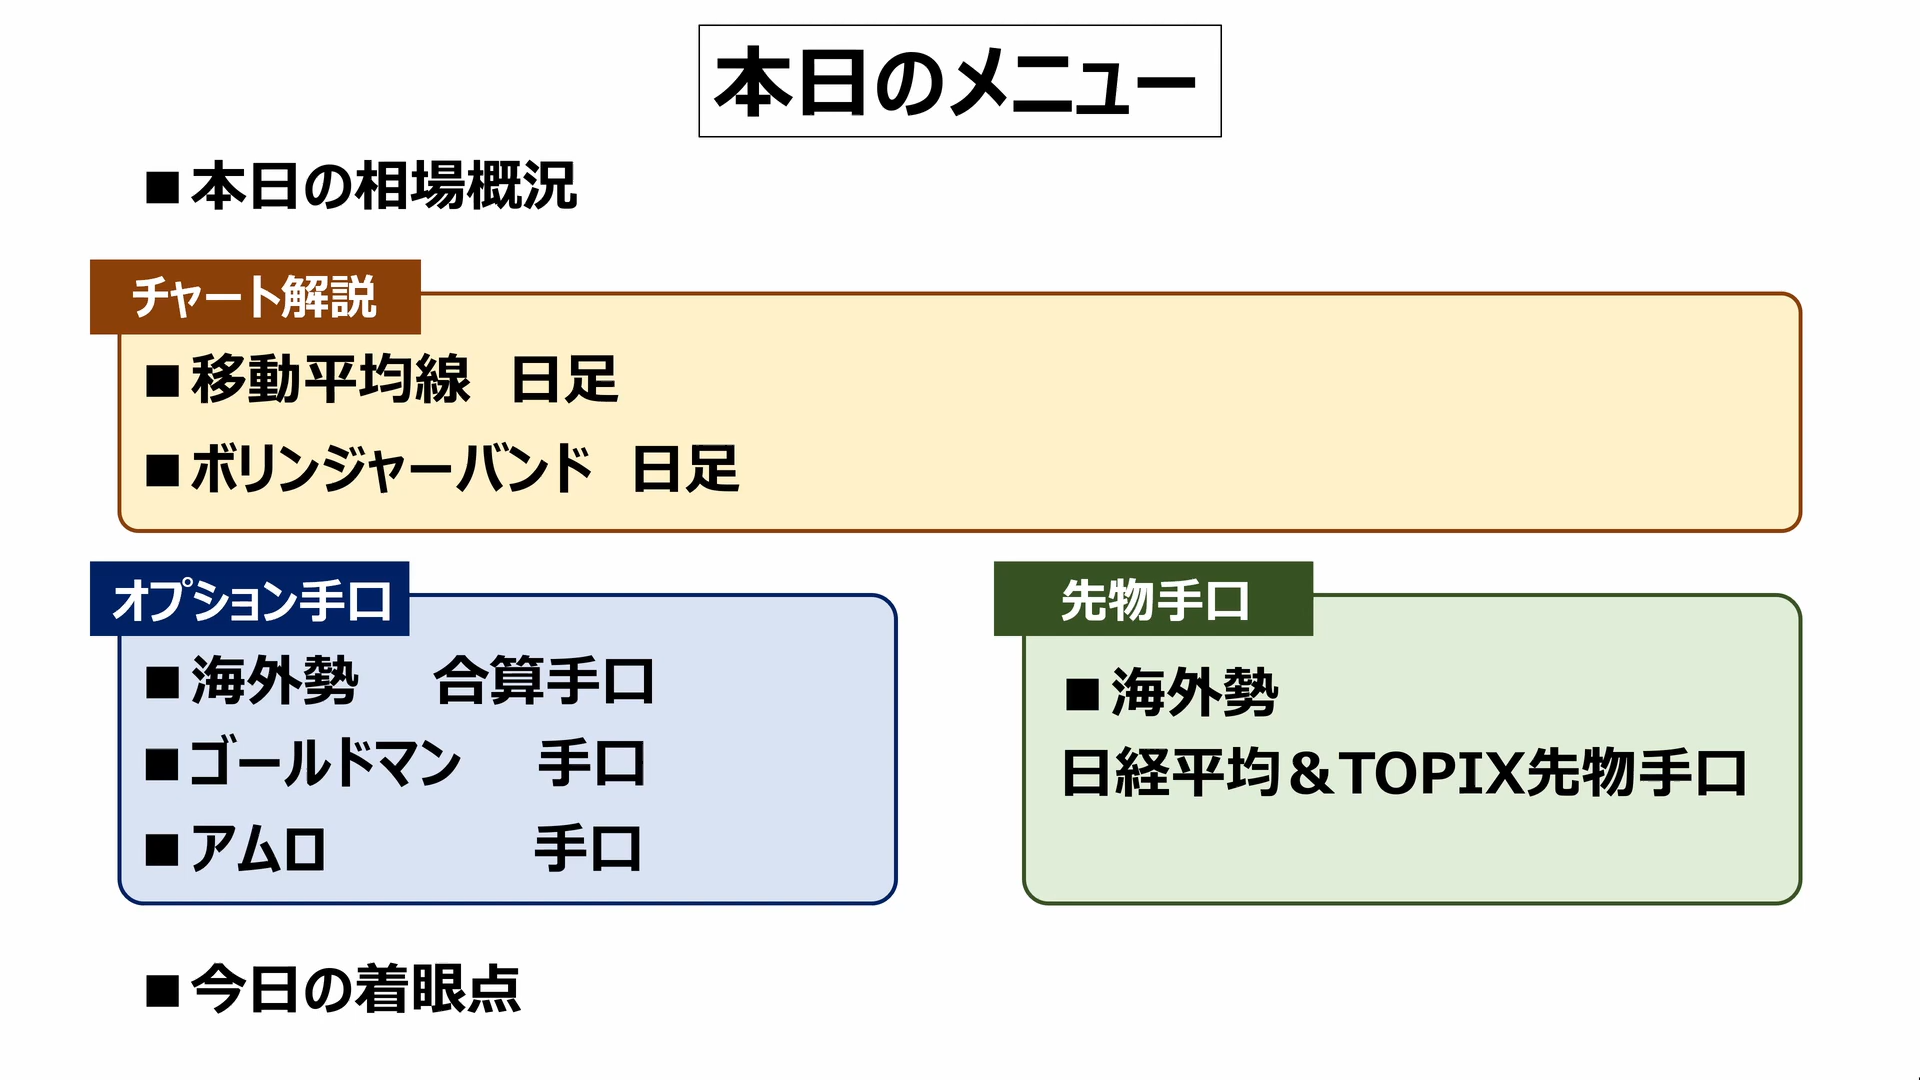 本日のメニュー
■本日の相場概況
チャート解説
■移動平均線 日足
■ボリンジャーバンド 日足
オプション手口
■海外勢 合算手口
■ゴールドマン 手口
■アムロ 手口
先物手口
■海外勢
日経平均＆TOPIX先物手口
■今日の着眼点